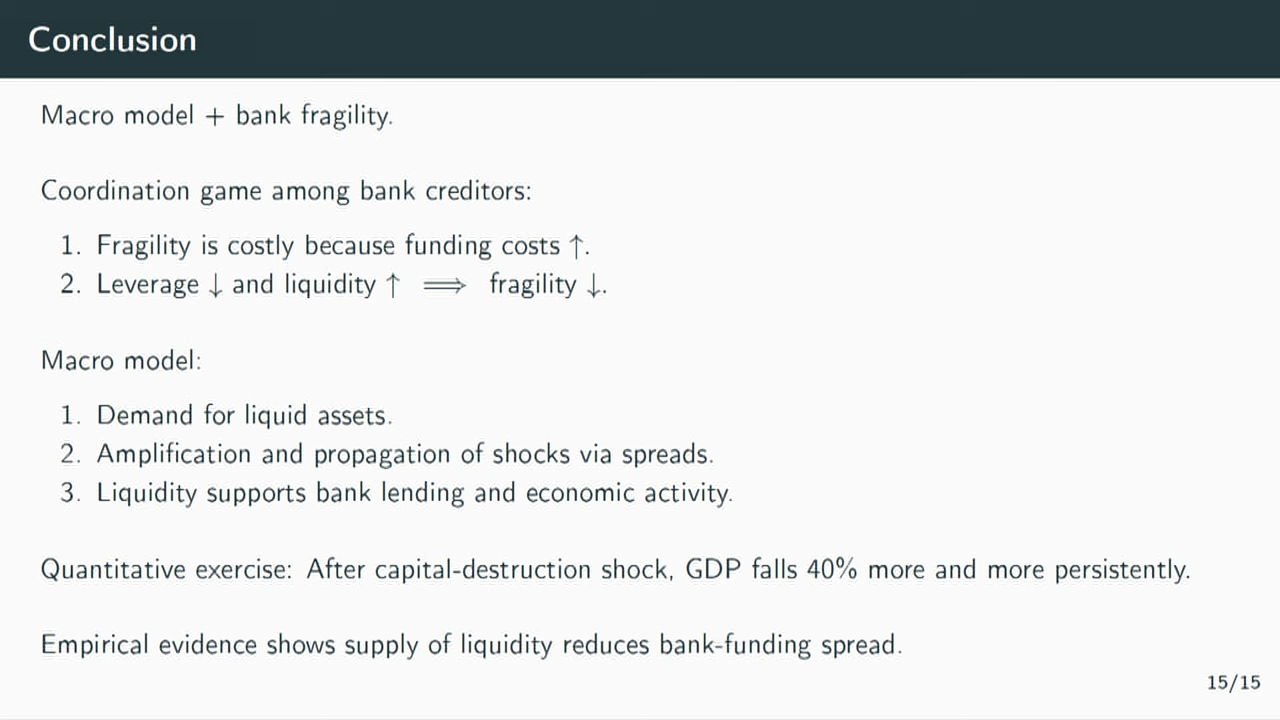 Conclusion
Macro model + bank fragility.
Coordination game among bank creditors:
1. Fragility is costly because funding costs ↑.
2. Leverage ↓ and liquidity ↑ ⟹ fragility ↓.
Macro model:
1. Demand for liquid assets.
2. Amplification and propagation of shocks via spreads.
3. Liquidity supports bank lending and economic activity.
Quantitative exercise: After capital-destruction shock, GDP falls 40% more and more persistently.
Empirical evidence shows supply of liquidity reduces bank-funding spread.
15/15